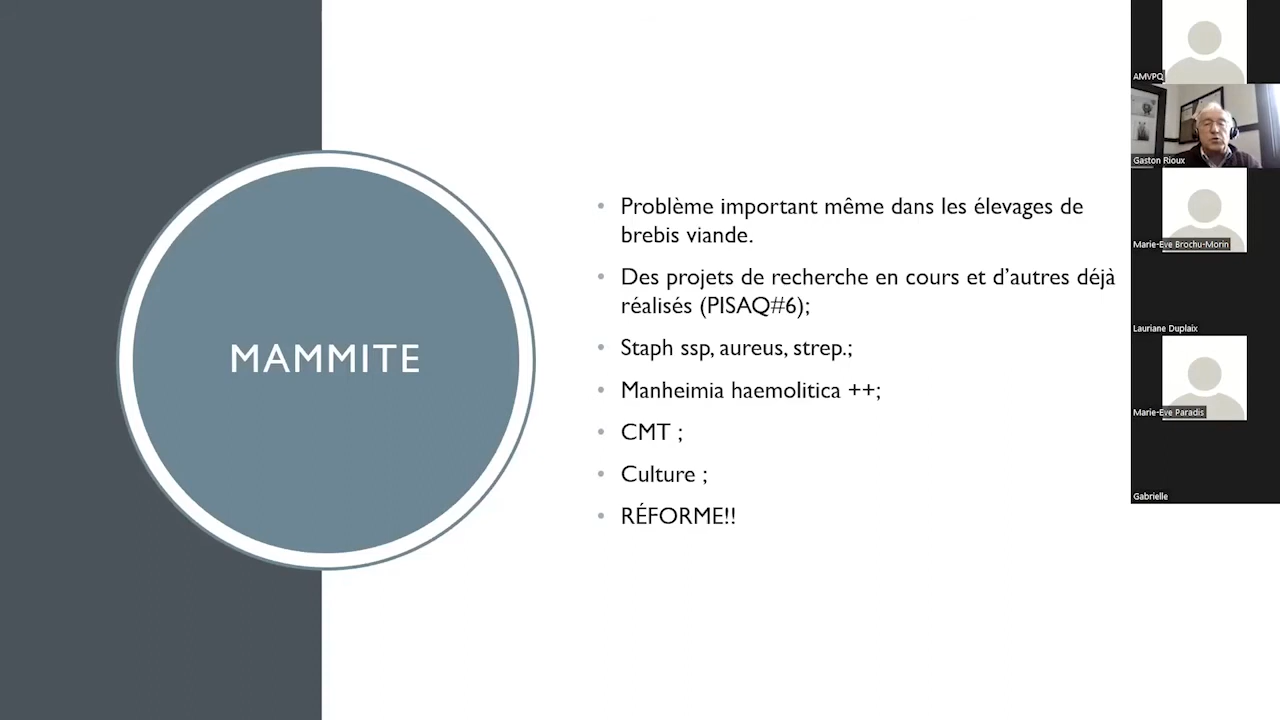 MAMMITE
Problème important même dans les élevages de
brebis viande.
Des projets de recherche en cours et d'autres déjà
réalisés (PISAQ#6);
Staph ssp, aureus, strep.;
Manheimia haemolitica ++;
CMT ;
Culture ;
RÉFORME!!
AMVPQ
Gaston Rioux
Marie-Eve Brochu-Morin
Lauriane Duplaix
Marie-Eve Paradis
Gabrielle